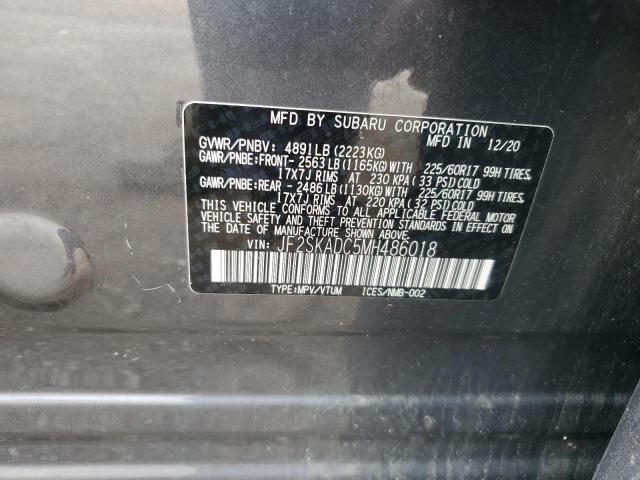 MFD BY SUBARU CORPORATION
GVWR/PNBV: 4891LB(2223KG) MFD IN 12/20
GAWR/PNBE:FRONT- 2563LB(1165KG)WITH 225/60R17 99H TIRES,
17X7J RIMS AT 230 KPA(33 PSI)COLD
GAWR/PNBE:REAR - 2486LB(1130KG)WITH 225/60R17 99H TIRES,
17X7J RIMS AT 220 KPA(32 PSI)COLD
THIS VEHICLE CONFORMS TO ALL APPLICABLE FEDERAL MOTOR
VEHICLE SAFETY AND THEFT PREVENTION STANDARDS IN EFFECT ON
THE DATE OF MANUFACTURE SHOWN ABOVE.
VIN: JF2SKADC5MH486018
TYPE:MPV/VTUM ICES/NMB-002